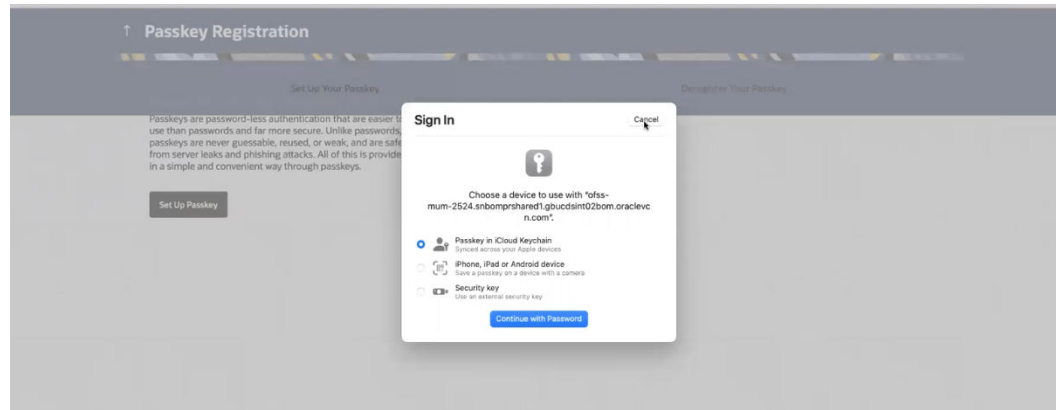 ↑ Passkey Registration
Set Up Your Passkey
Deregister Your Passkey
Passkeys are password-less authentication that are easier to
use than passwords and far more secure. Unlike passwords,
passkeys are never guessable, reused, or weak, and are safe
from server leaks and phishing attacks. All of this is provide
in a simple and convenient way through passkeys.
Set Up Passkey
Sign In
Cancel
Choose a device to use with "ofss-
mum-2524.snbomprshared1.gbucdsint02bom.oraclevc
n.com".
Passkey in iCloud Keychain
Synced across your Apple devices
iPhone, iPad or Android device
Save a passkey on a device with a camera
Security key
Use an external security key
Continue with Password